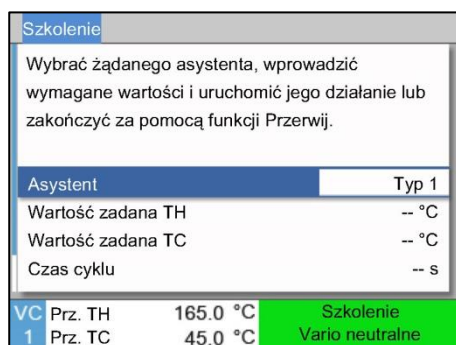 Szkolenie
Wybrać żądanego asystenta, wprowadzić
wymagane wartości i uruchomić jego działanie lub
zakończyć za pomocą funkcji Przerwij.
Asystent Typ 1
Wartość zadana TH -- °C
Wartość zadana TC -- °C
Czas cyklu -- s
VC Prz. TH 165.0 °C Szkolenie
1 Prz. TC 45.0 °C Vario neutralne